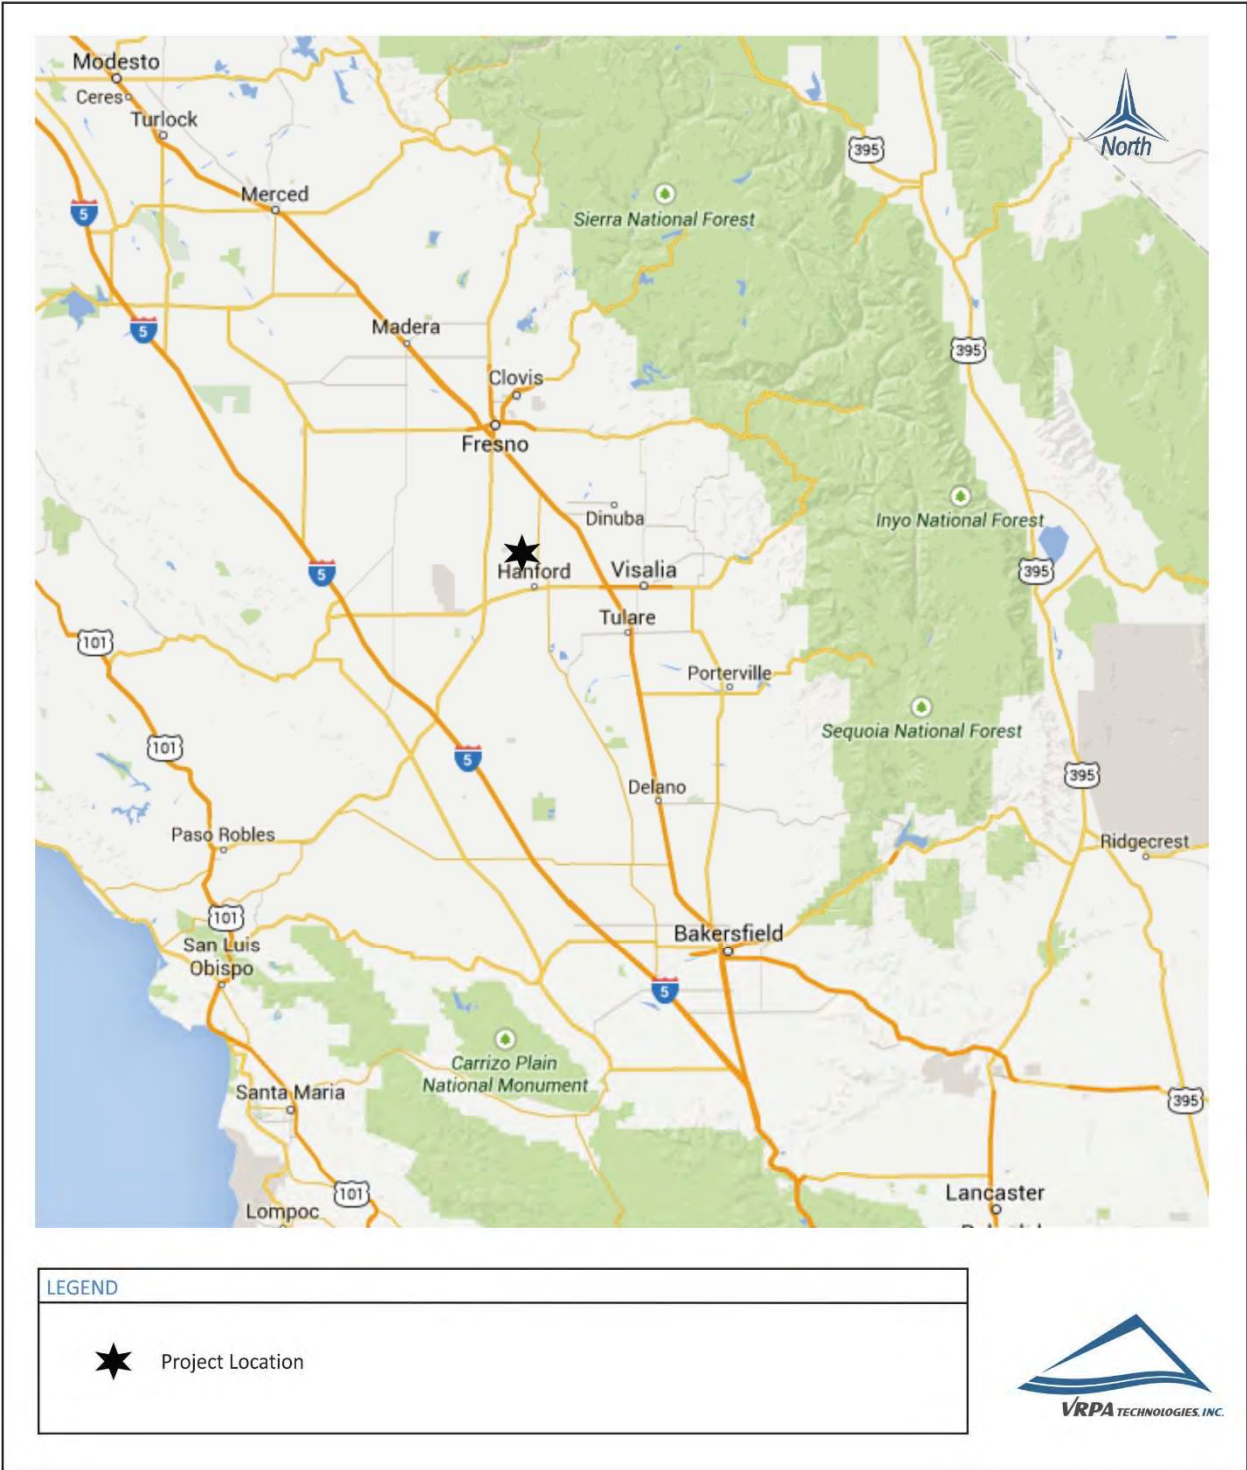 Modesto
Ceres
Turlock
North
395
Merced
5
Sierra National Forest
5
Madera
395
Clovis
Fresno
Inyo National Forest
Dinuba
Hanford
Visalia
5
395
Tulare
101
Porterville
Sequoia National Forest
101
5
395
Delano
Paso Robles
Ridgecrest
101
San Luis
Obispo
Bakersfield
5
Carrizo Plain
National Monument
Santa Maria
395
101
Lancaster
Lompoc
LEGEND
Project Location
VRPA TECHNOLOGIES, INC.